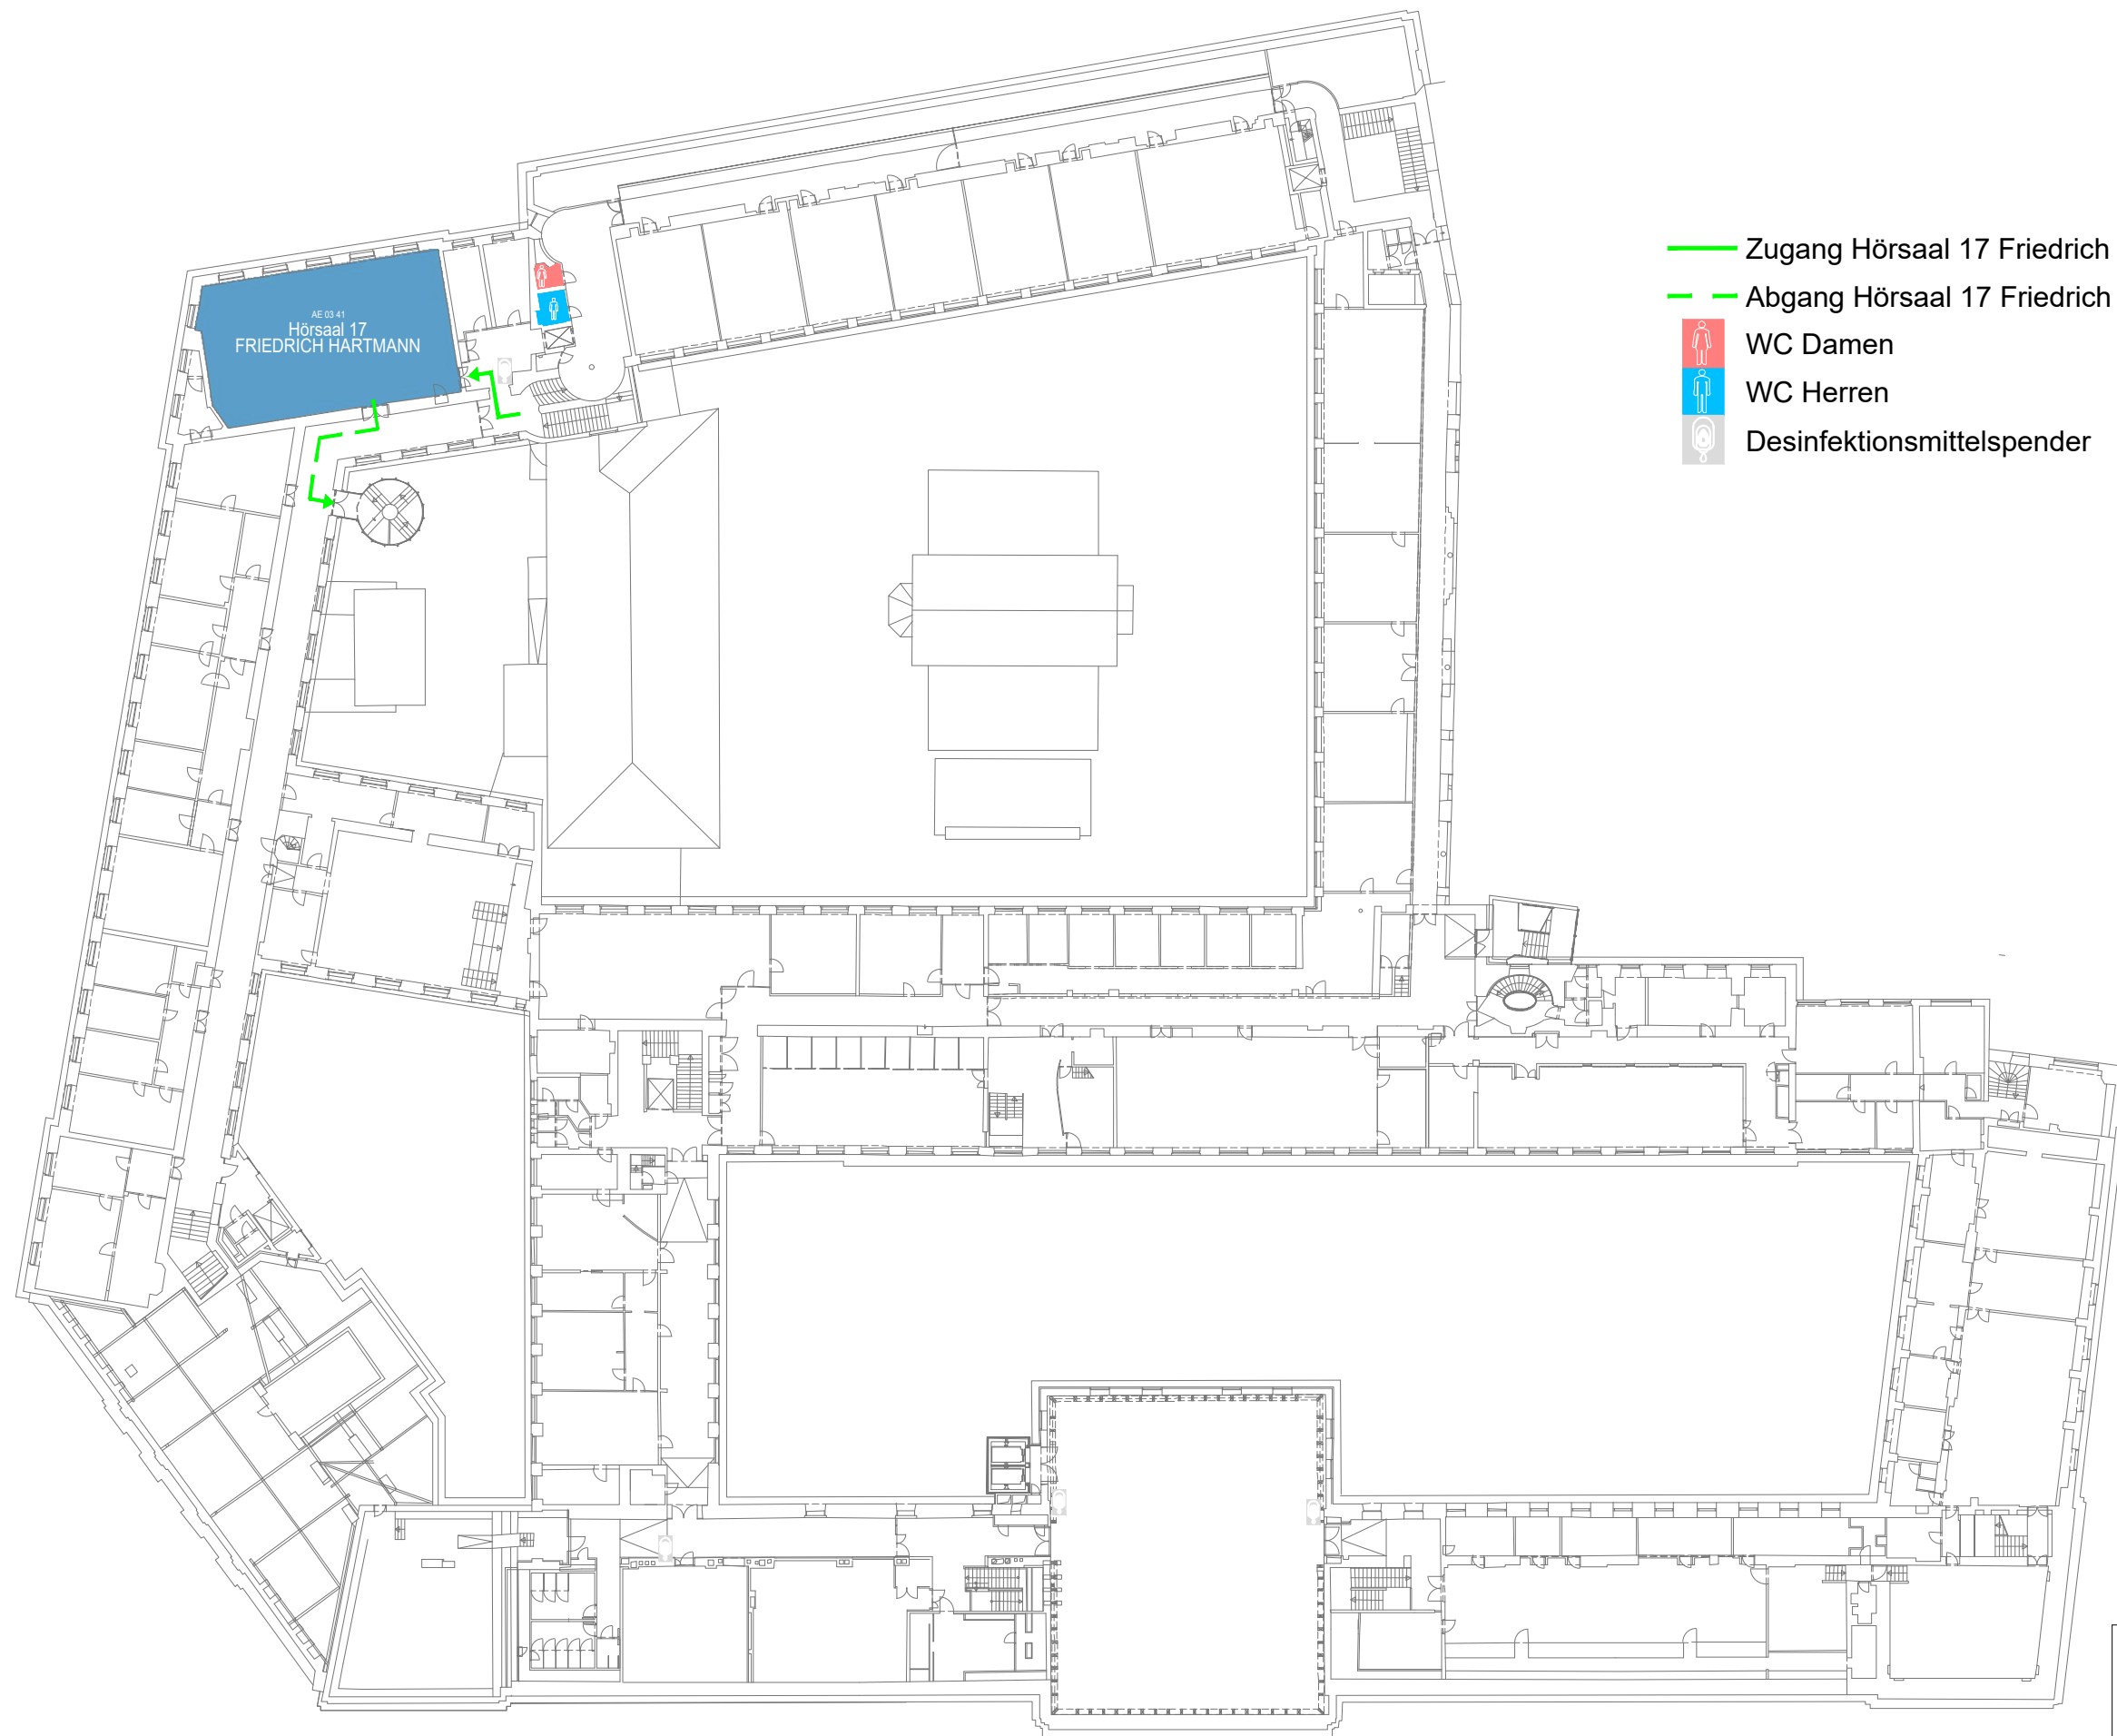 AE 03 41
Hörsaal 17
FRIEDRICH HARTMANN
Zugang Hörsaal 17 Friedrich
Abgang Hörsaal 17 Friedrich
WC Damen
WC Herren
Desinfektionsmittelspender